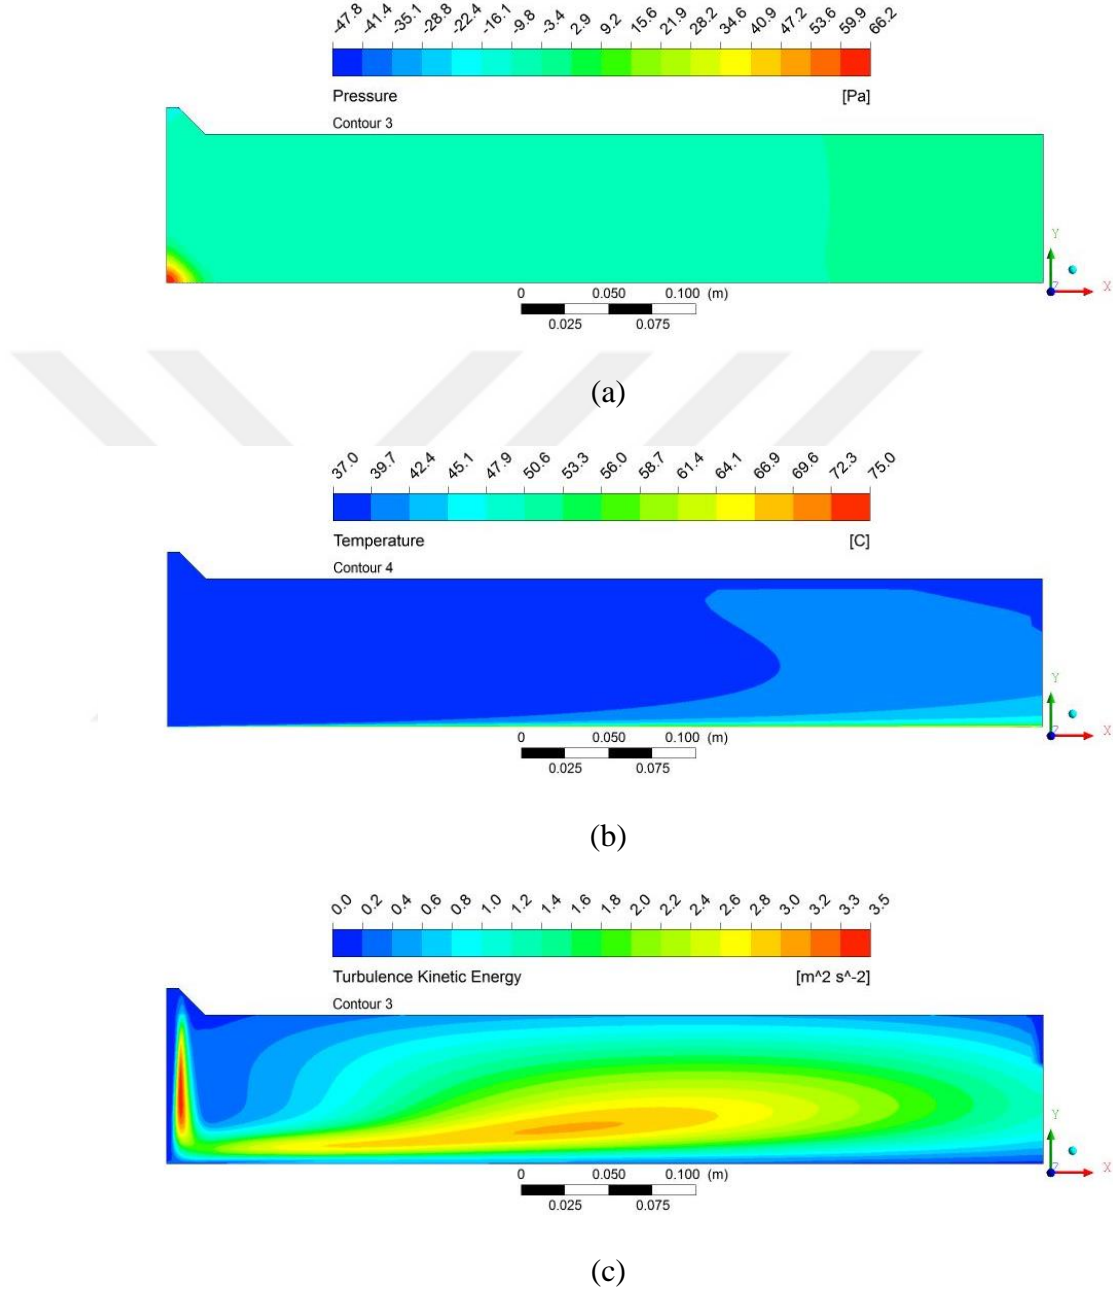 -47.8 -41.4 -35.1 -28.8 -22.4 -16.1 -9.8 -3.4 2.9 9.2 15.6 21.9 28.2 34.6 40.9 47.2 53.6 59.9 66.2
Pressure [Pa]
Contour 3
Y
Z X
0 0.050 0.100 (m)
0.025 0.075
(a)
37.0 39.7 42.4 45.1 47.9 50.6 53.3 56.0 58.7 61.4 64.1 66.9 69.6 72.3 75.0
Temperature [C]
Contour 4
Y
Z X
0 0.050 0.100 (m)
0.025 0.075
(b)
0.0 0.2 0.4 0.6 0.8 1.0 1.2 1.4 1.6 1.8 2.0 2.2 2.4 2.6 2.8 3.0 3.2 3.3 3.5
Turbulence Kinetic Energy [m^2 s^-2]
Contour 3
Y
Z X
0 0.050 0.100 (m)
0.025 0.075
(c)